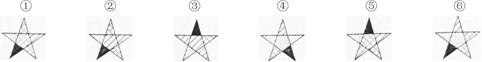 ① ② ③ ④ ⑤ ⑥